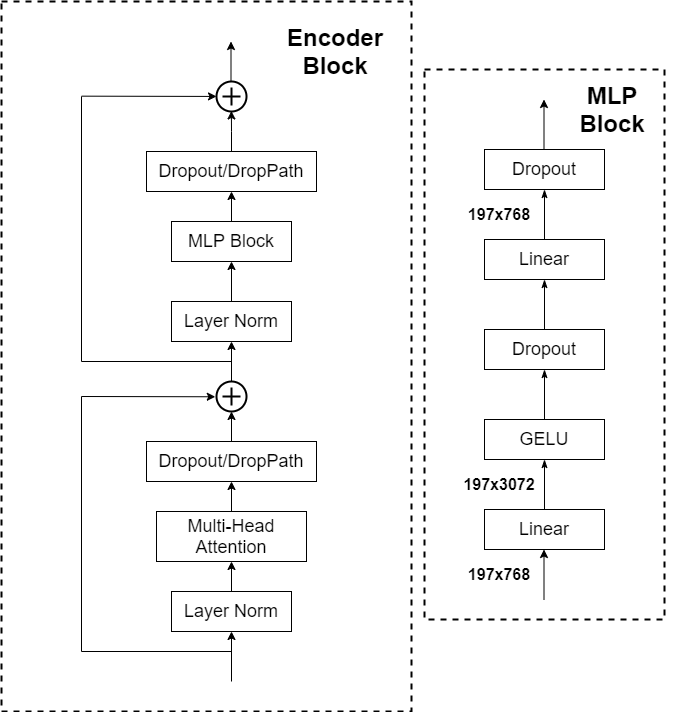 Encoder
Block
Dropout/DropPath
MLP Block
Layer Norm
Dropout/DropPath
Multi-Head
Attention
Layer Norm
MLP
Block
Dropout
197x768
Linear
Dropout
GELU
197x3072
Linear
197x768